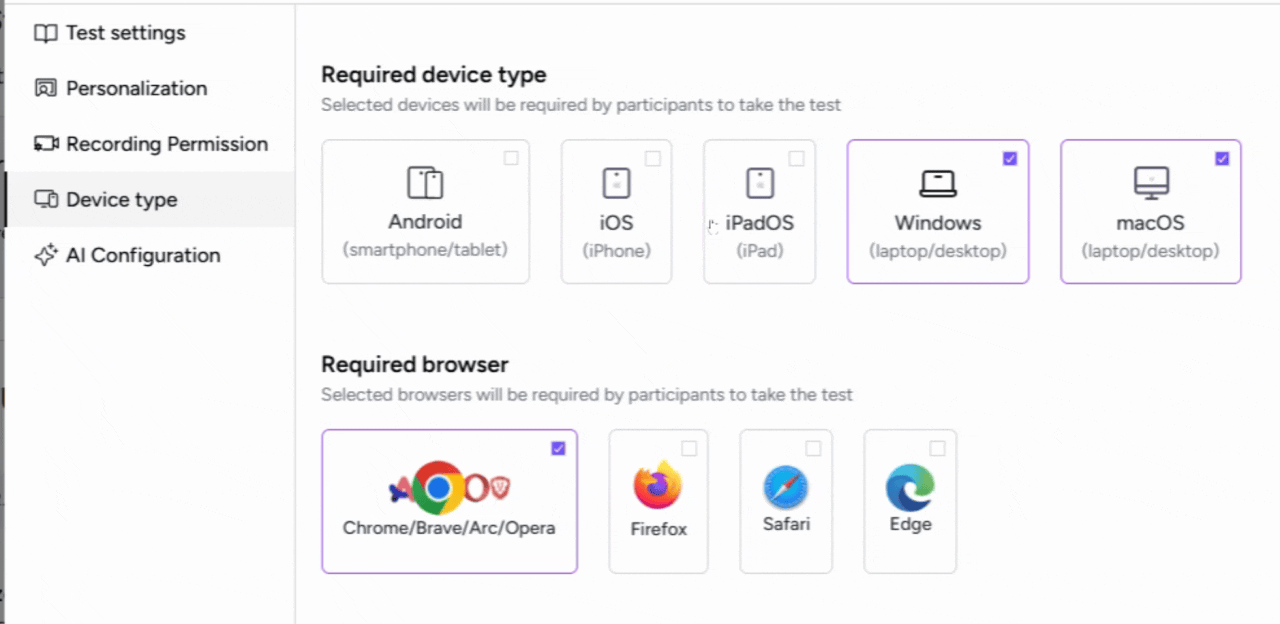 Test settings
Personalization
Recording Permission
Device type
AI Configuration
Required device type
Selected devices will be required by participants to take the test
Android
(smartphone/tablet)
iOS
(iPhone)
iPadOS
(iPad)
Windows
(laptop/desktop)
macOS
(laptop/desktop)
Required browser
Selected browsers will be required by participants to take the test
Chrome/Brave/Arc/Opera
Firefox
Safari
Edge